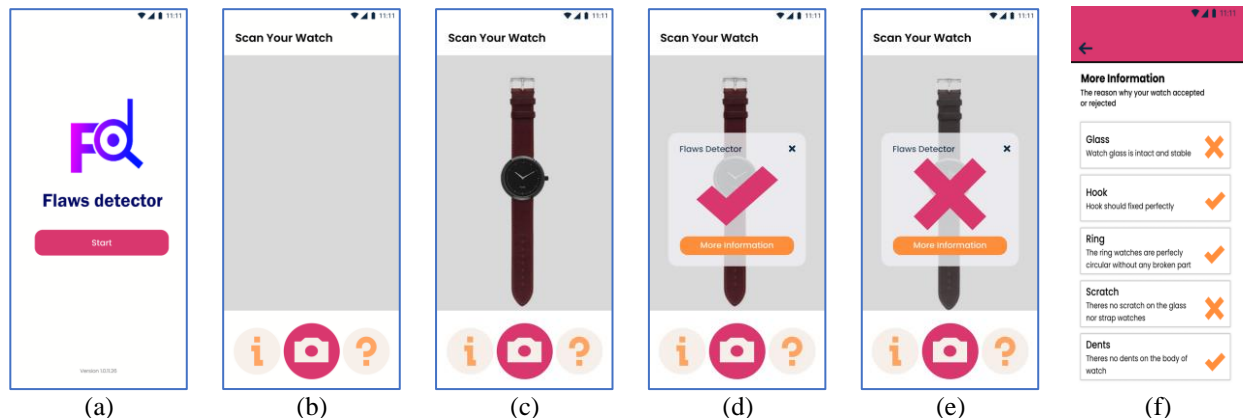 11:11
Fd
Flaws detector
Start
Version 1.0.0.28
(a)
11:11
Scan Your Watch
i
?
(b)
11:11
Scan Your Watch
i
?
(c)
11:11
Scan Your Watch
Flaws Detector
More Information
i
?
(d)
11:11
Scan Your Watch
Flaws Detector
More Information
i
?
(e)
11:11
More Information
The reason why your watch accepted
or rejected
Glass
Watch glass is intact and stable
Hook
Hook should fixed perfectly
Ring
The ring watches are perfecly
circular without any broken part
Scratch
Theres no scratch on the glass
nor strap watches
Dents
Theres no dents on the body of
watch
(f)